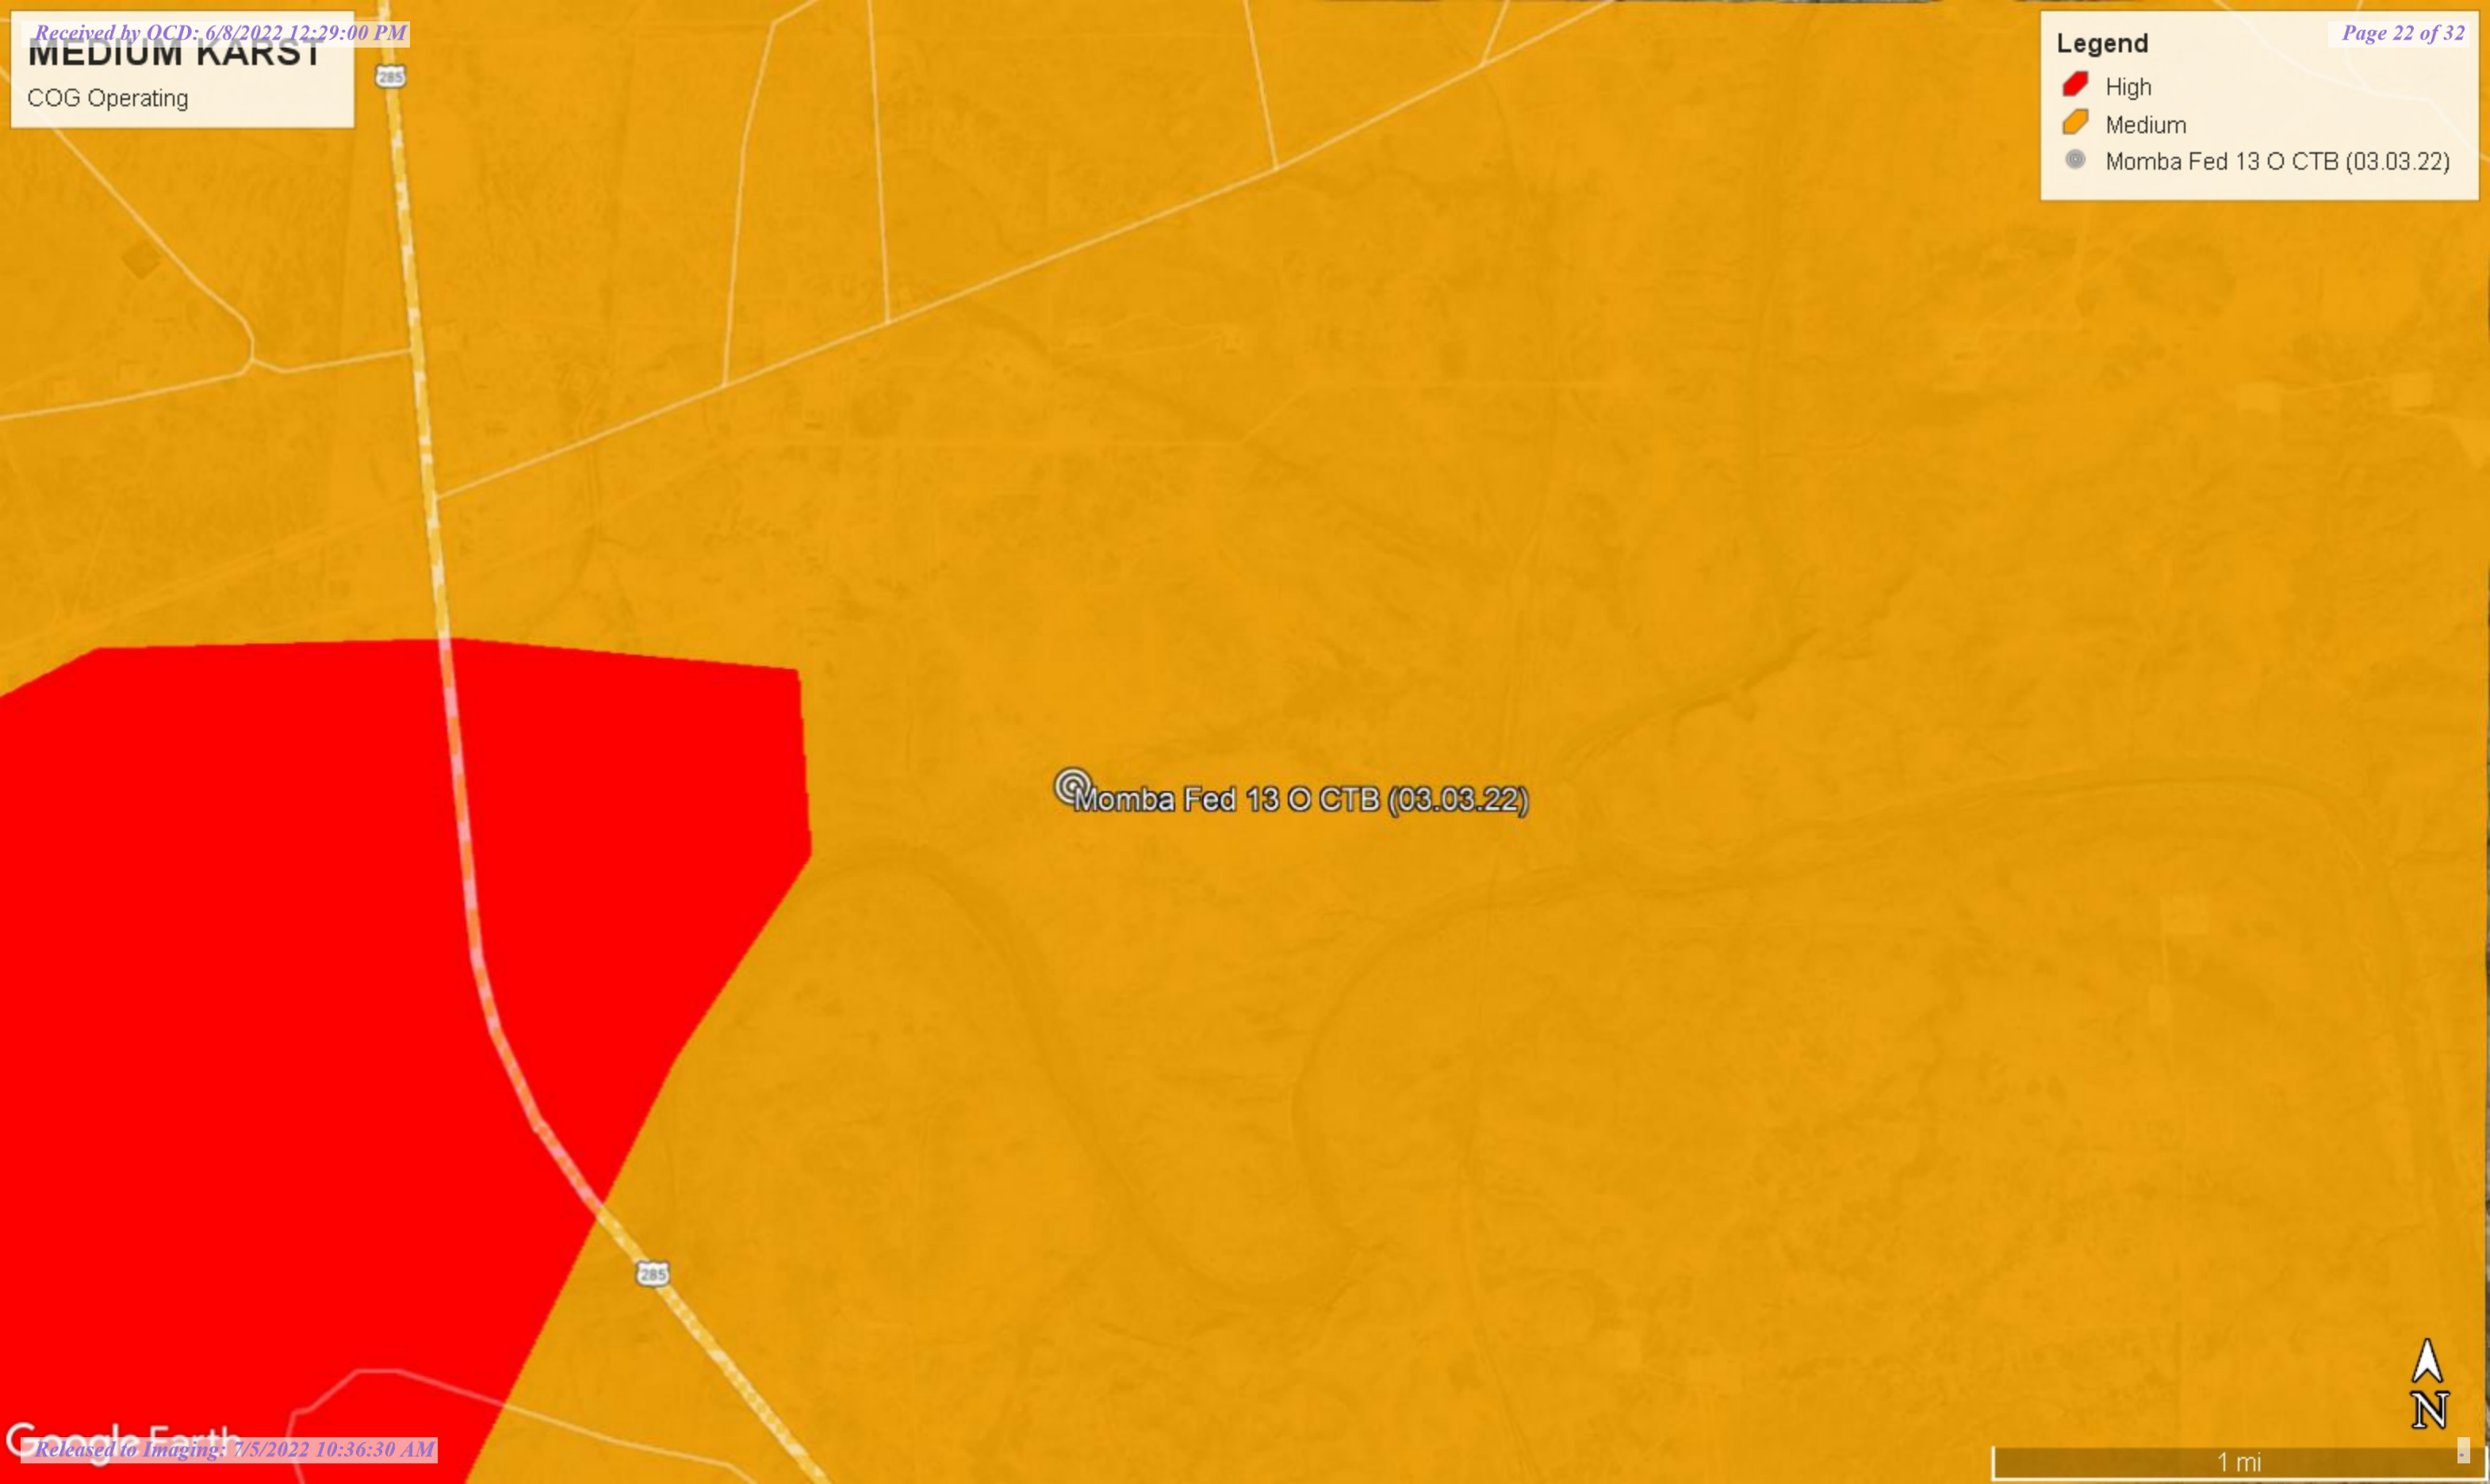 Received by OCD: 6/8/2022 12:29:00 PM
MEDIUM KARST
COG Operating
Page 22 of 32
Legend
High
Medium
Momba Fed 13 O CTB (03.03.22)
285
Momba Fed 13 O CTB (03.03.22)
285
N
Google Earth
Released to Imaging: 7/5/2022 10:36:30 AM
1 mi